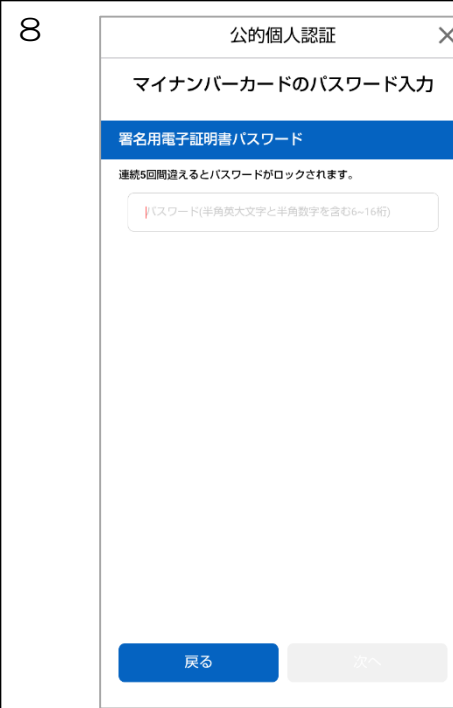 8
公的個人認証
マイナンバーカードのパスワード入力
署名用電子証明書パスワード
連続5回間違えるとパスワードがロックされます。
パスワード(半角英大文字と半角数字を含む6~16桁)
戻る
次へ